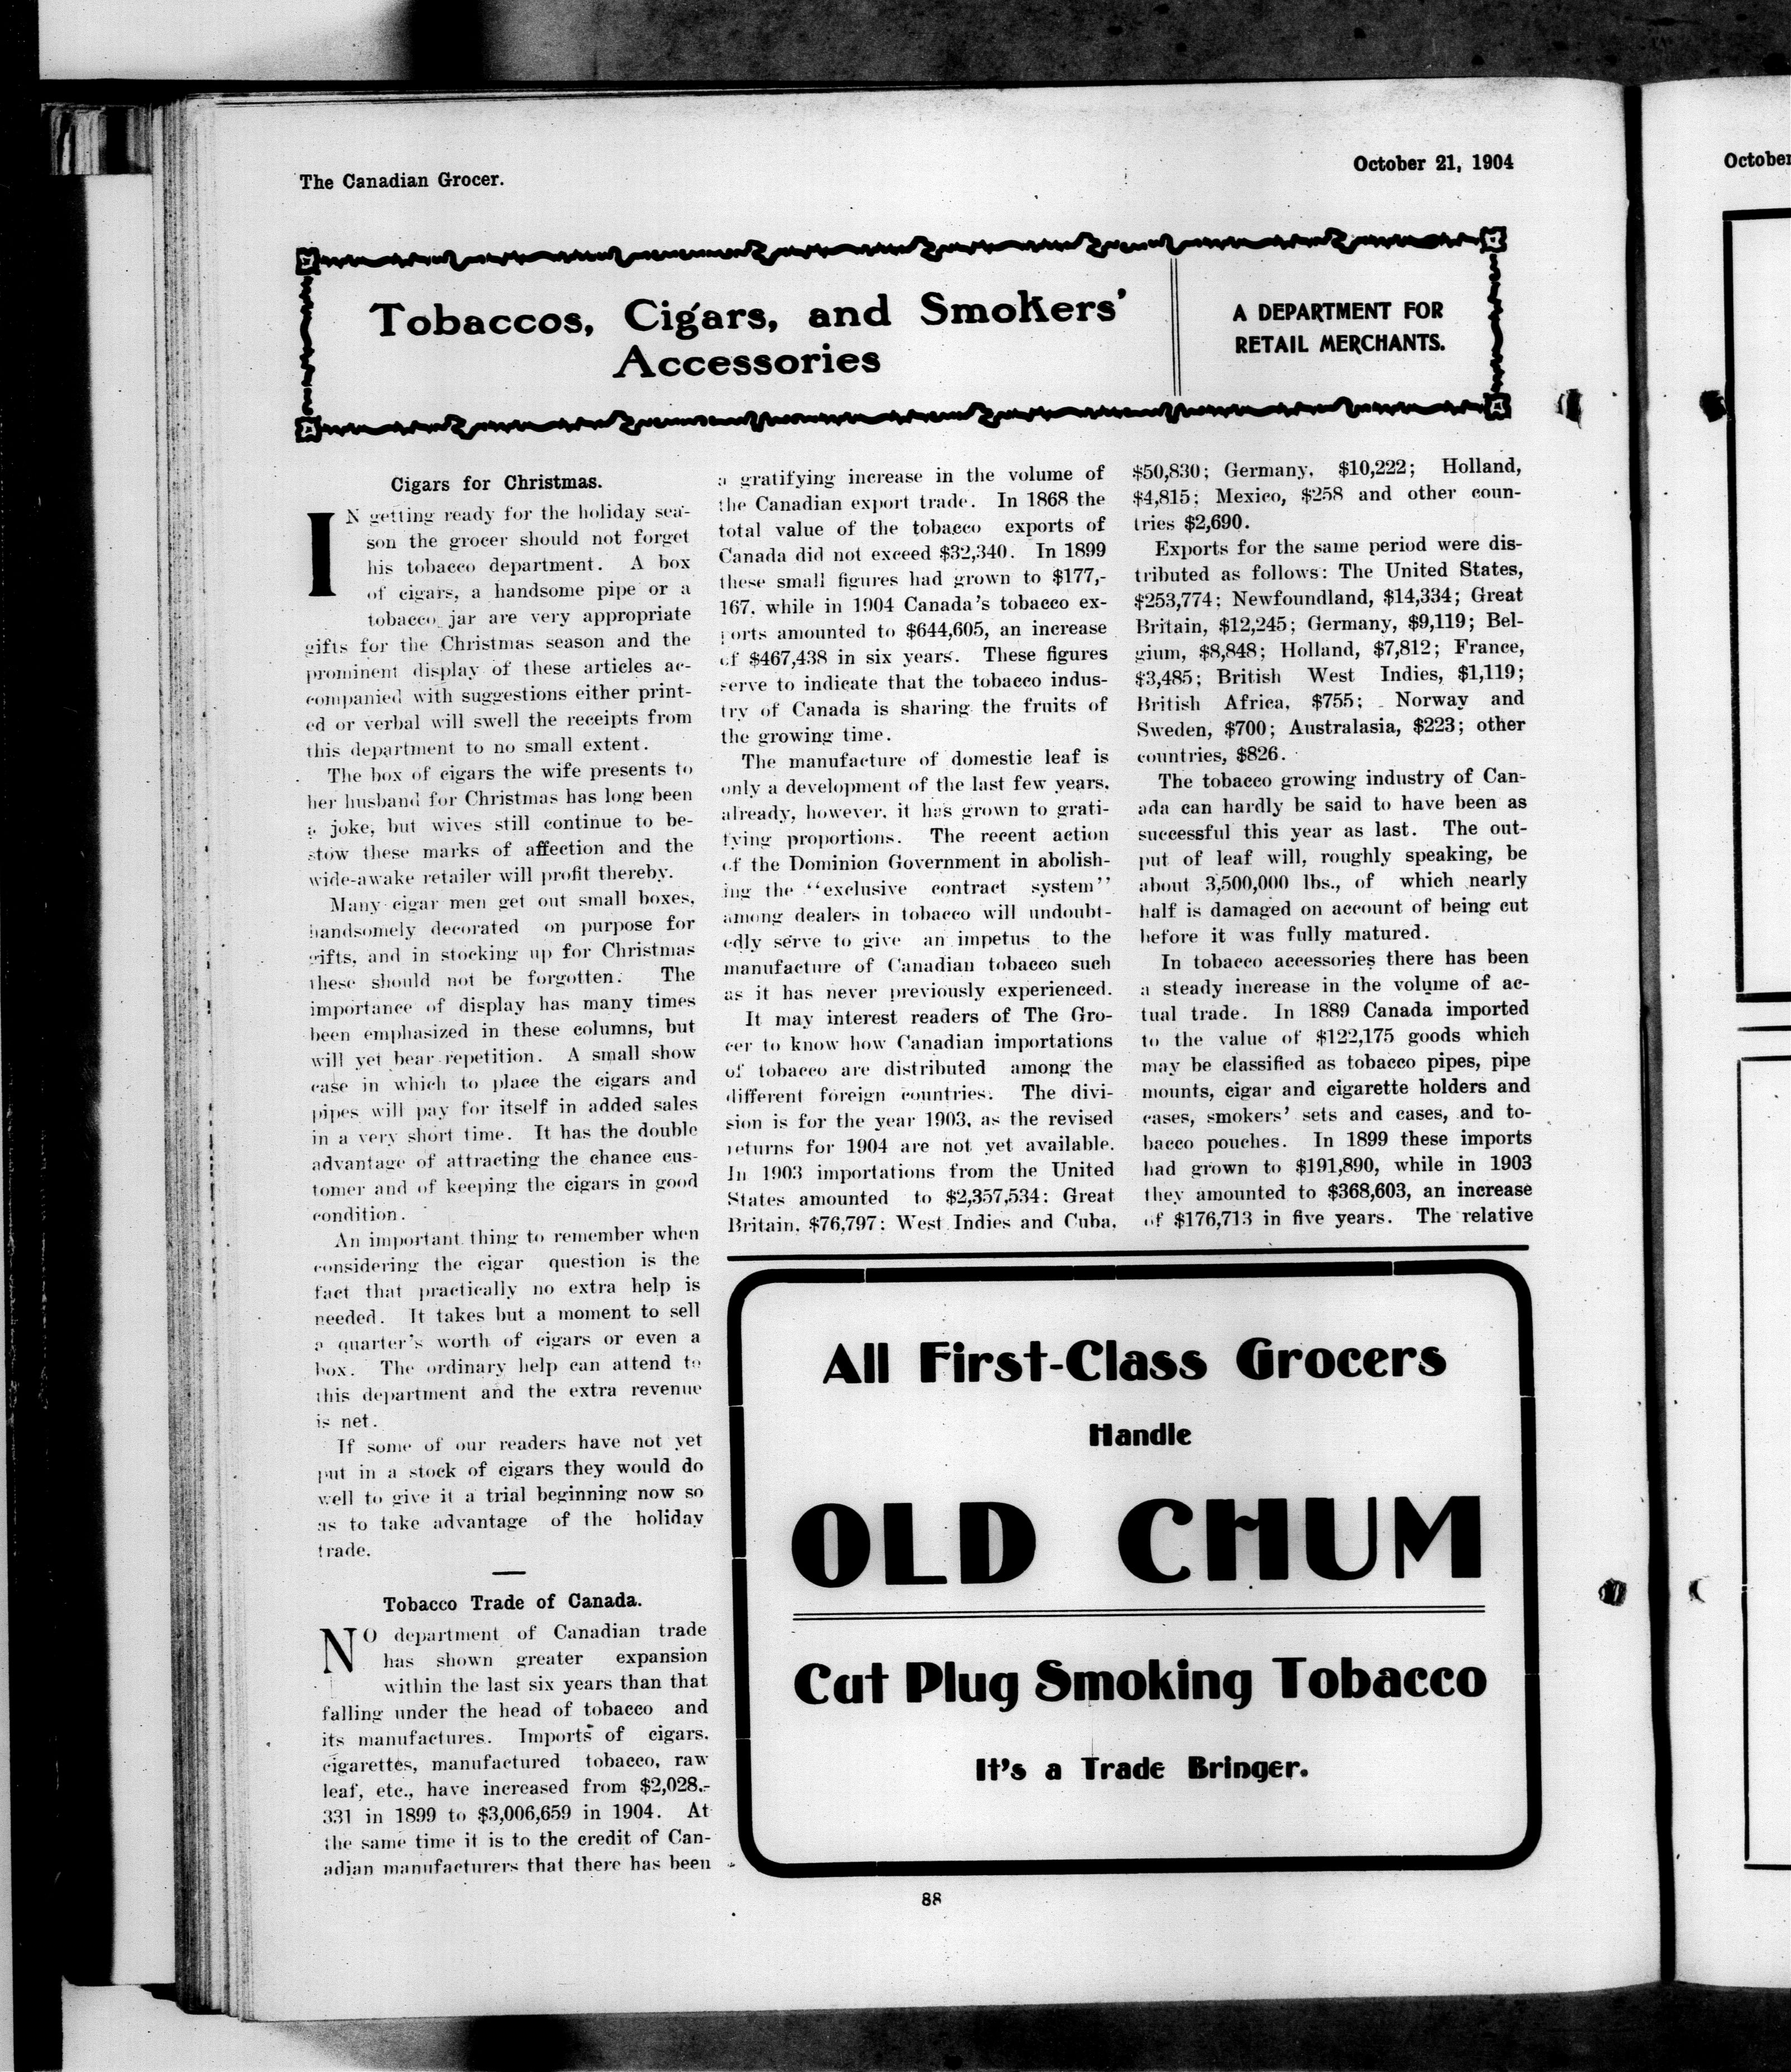 The Canadian Grocer.
October 21, 1904
Tobaccos, Cigars, and Smokers'
Accessories
A DEPARTMENT FOR
RETAIL MERCHANTS.
Cigars for Christmas.
IN getting ready for the holiday sea-
son the grocer should not forget
his tobacco department. A box
of cigars, a handsome pipe or a
tobacco jar are very appropriate
gifts for the Christmas season and the
prominent display of these articles ac-
companied with suggestions either print-
ed or verbal will swell the receipts from
this department to no small extent.
The box of cigars the wife presents to
her husband for Christmas has long been
a joke, but wives still continue to be-
stow these marks of affection and the
wide-awake retailer will profit thereby.
Many cigar men get out small boxes,
handsomely decorated on purpose for
gifts, and in stocking up for Christmas
these should not be forgotten. The
importance of display has many times
been emphasized in these columns, but
will yet bear repetition. A small show
case in which to place the cigars and
pipes will pay for itself in added sales
in a very short time. It has the double
advantage of attracting the chance cus-
tomer and of keeping the cigars in good
condition.
An important thing to remember when
considering the cigar question is the
fact that practically no extra help is
needed. It takes but a moment to sell
a quarter's worth of cigars or even a
box. The ordinary help can attend to
this department and the extra revenue
is net.
If some of our readers have not yet
put in a stock of cigars they would do
well to give it a trial beginning now so
as to take advantage of the holiday
trade.
Tobacco Trade of Canada.
NO department of Canadian trade
has shown greater expansion
within the last six years than that
falling under the head of tobacco and
its manufactures. Imports of cigars,
cigarettes, manufactured tobacco, raw
leaf, etc., have increased from $2,028,-
331 in 1899 to $3,006,659 in 1904. At
the same time it is to the credit of Can-
adian manufacturers that there has been
a gratifying increase in the volume of
the Canadian export trade. In 1868 the
total value of the tobacco exports of
Canada did not exceed $32,340. In 1899
these small figures had grown to $177,-
167, while in 1904 Canada's tobacco ex-
ports amounted to $644,605, an increase
of $467,438 in six years. These figures
serve to indicate that the tobacco indus-
try of Canada is sharing the fruits of
the growing time.
The manufacture of domestic leaf is
only a development of the last few years,
already, however, it has grown to grati-
fying proportions. The recent action
of the Dominion Government in abolish-
ing the "exclusive contract system"
among dealers in tobacco will undoubt-
edly serve to give an impetus to the
manufacture of Canadian tobacco such
as it has never previously experienced.
It may interest readers of The Gro-
cer to know how Canadian importations
of tobacco are distributed among the
different foreign countries. The divi-
sion is for the year 1903, as the revised
returns for 1904 are not yet available.
In 1903 importations from the United
States amounted to $2,357,534; Great
Britain, $76,797; West Indies and Cuba,
$50,830; Germany, $10,222; Holland,
$4,815; Mexico, $258 and other coun-
tries $2,690.
Exports for the same period were dis-
tributed as follows: The United States,
$253,774; Newfoundland, $14,334; Great
Britain, $12,245; Germany, $9,119; Bel-
gium, $8,848; Holland, $7,812; France,
$3,485; British West Indies, $1,119;
British Africa, $755; Norway and
Sweden, $700; Australasia, $223; other
countries, $826.
The tobacco growing industry of Can-
ada can hardly be said to have been as
successful this year as last. The out-
put of leaf will, roughly speaking, be
about 3,500,000 lbs., of which nearly
half is damaged on account of being cut
before it was fully matured.
In tobacco accessories there has been
a steady increase in the volume of ac-
tual trade. In 1889 Canada imported
to the value of $122,175 goods which
may be classified as tobacco pipes, pipe
mounts, cigar and cigarette holders and
cases, smokers' sets and cases, and to-
bacco pouches. In 1899 these imports
had grown to $191,890, while in 1903
they amounted to $368,603, an increase
of $176,713 in five years. The relative
All First-Class Grocers
Handle
OLD CHUM
Cut Plug Smoking Tobacco
It's a Trade Bringer.
88
October